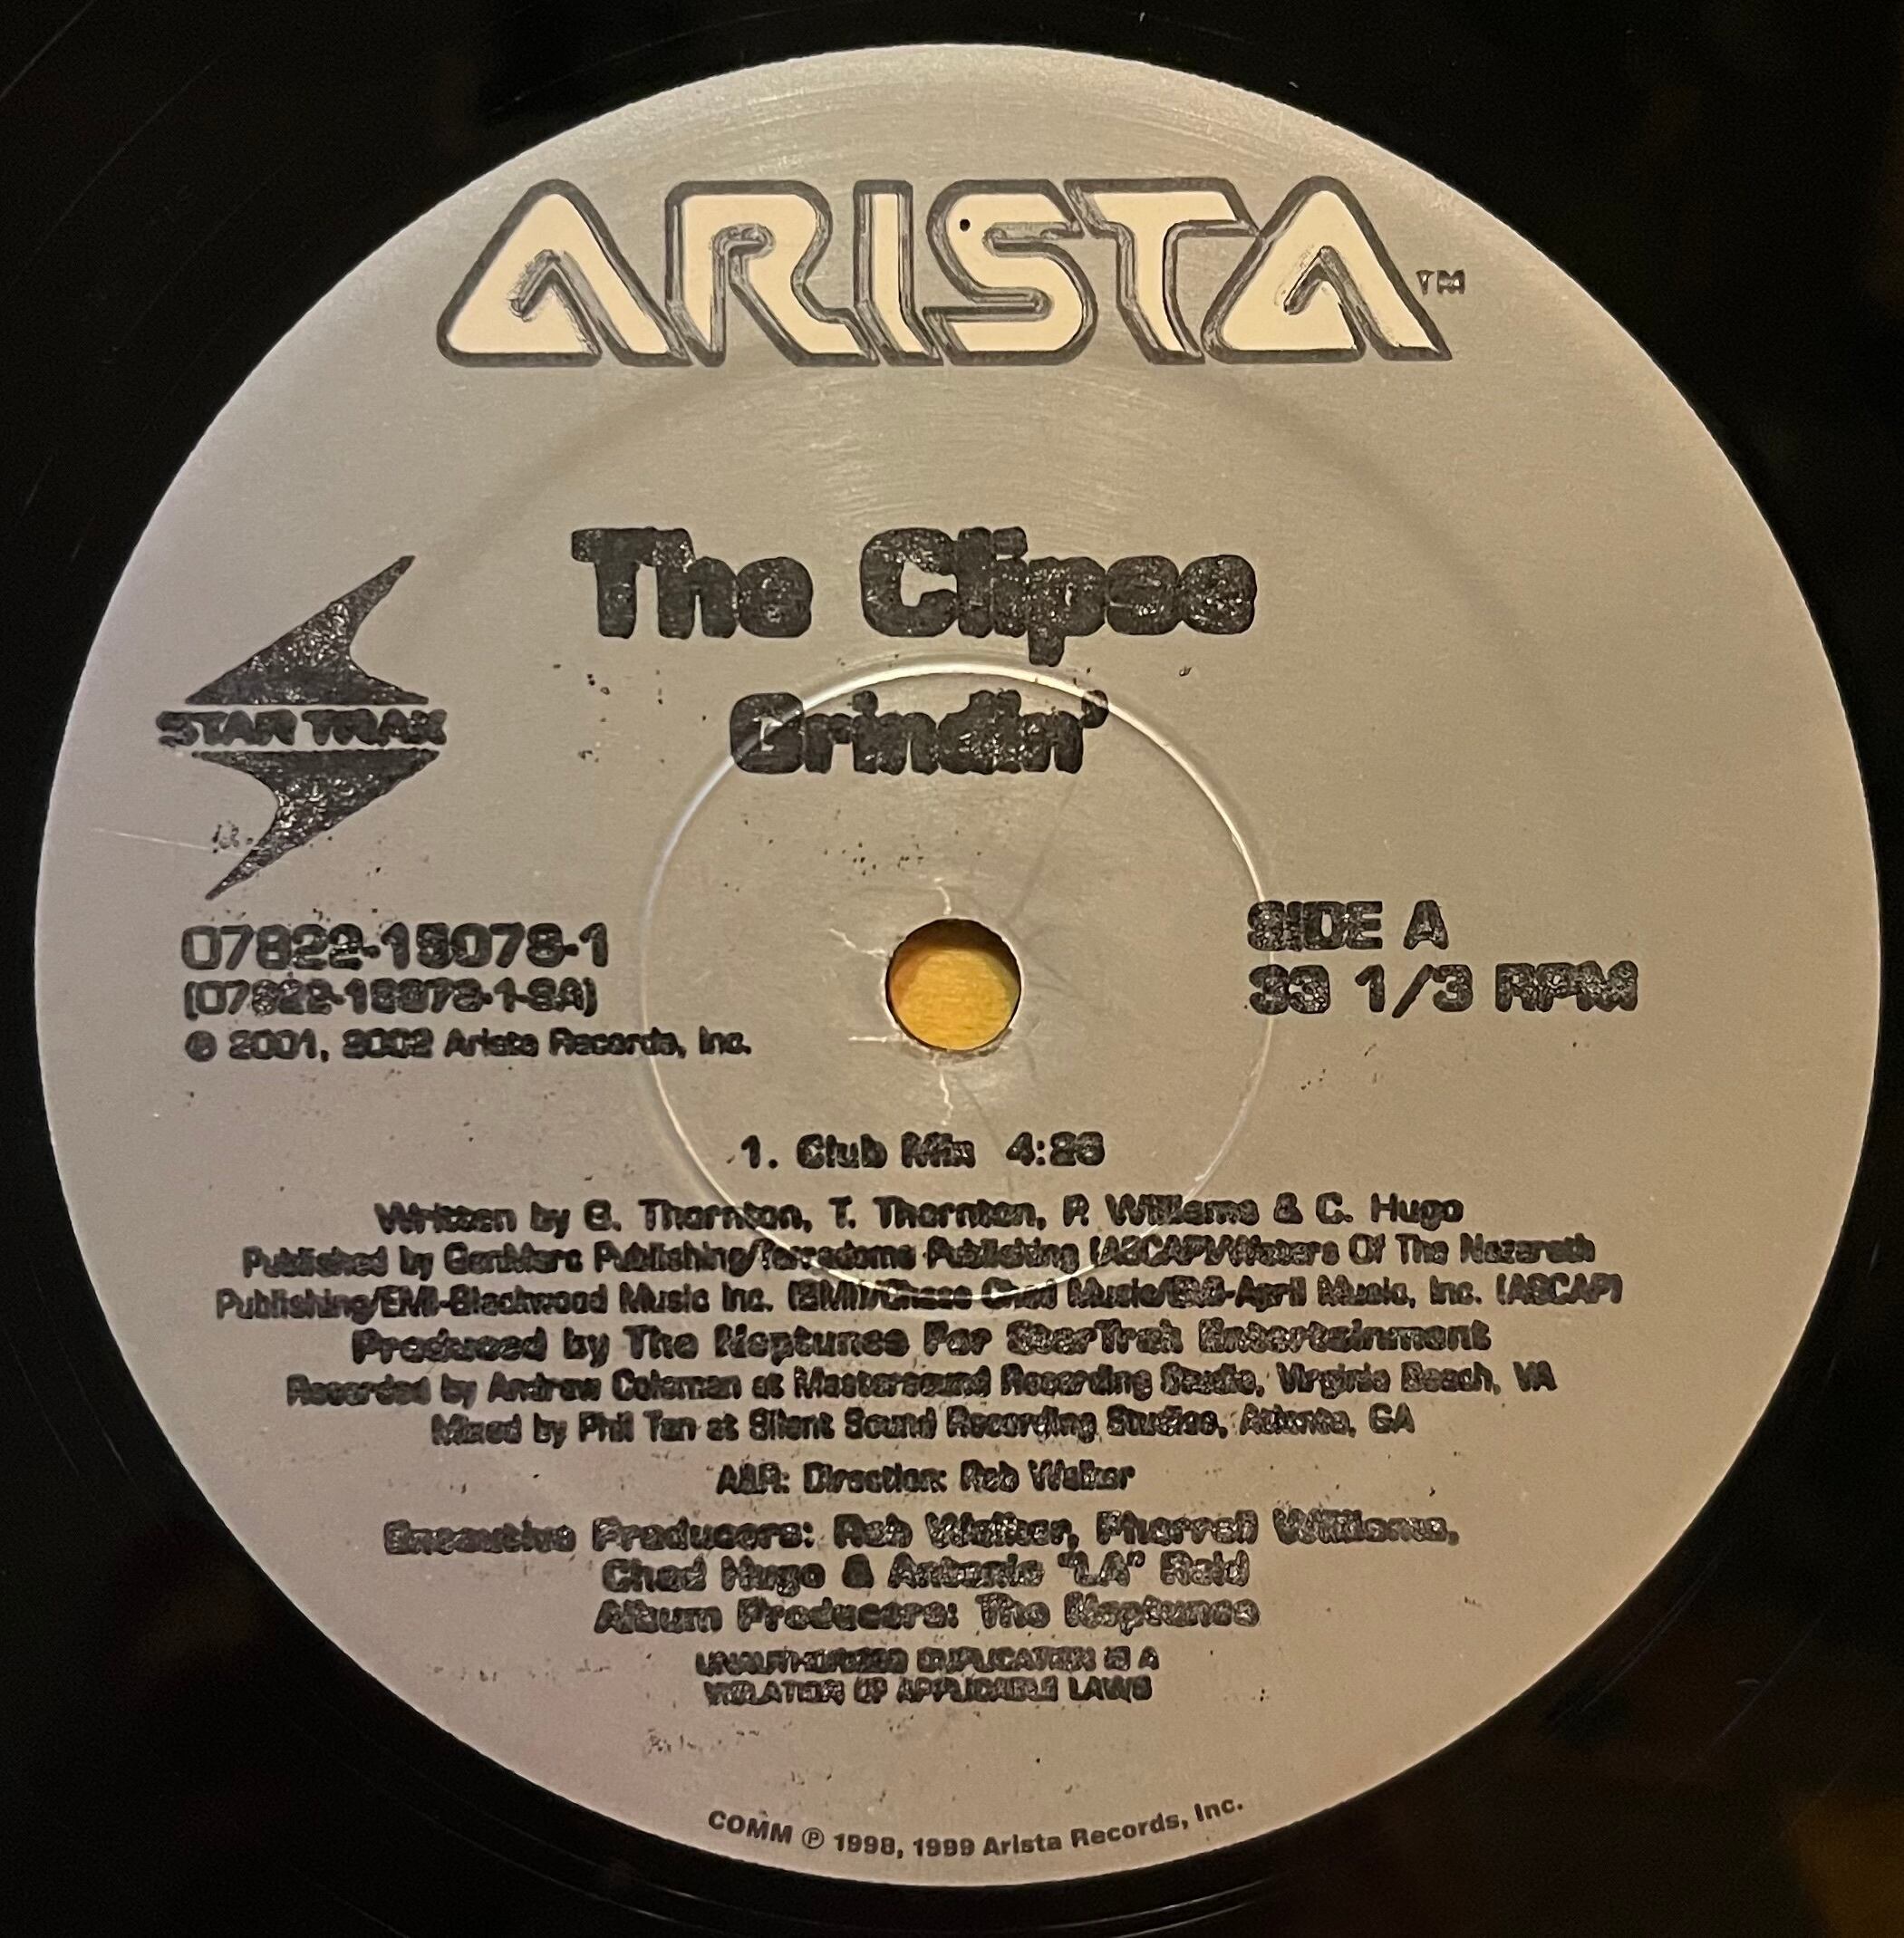 ARISTA™
The Clipse
Grindin'
STAR TRAK
07822-15078-1
(07822-15078-1-SA)
℗ 2001, 2002 Arista Records, Inc.
SIDE A
33 1/3 RPM
1. Club Mix 4:26
Written by G. Thornton, T. Thornton, P. Williams & C. Hugo
Published by GenMarc Publishing/Terradome Publishing (ASCAP)/Waters Of The Nazareth
Publishing/EMI-Blackwood Music Inc. (BMI)/Chase Chad Music/EMI-April Music, Inc. (ASCAP)
Produced by The Neptunes For StarTrak Entertainment
Recorded by Andrew Coleman at Mastersound Recording Studio, Virginia Beach, VA
Mixed by Phil Tan at Silent Sound Recording Studios, Atlanta, GA
A&R: Direction: Rob Walker
Executive Producers: Rob Walker, Pharrell Williams,
Chad Hugo & Antonio "LA" Reid
Album Producers: The Neptunes
UNAUTHORIZED DUPLICATION IS A
VIOLATION OF APPLICABLE LAWS
COMM ℗ 1998, 1999 Arista Records, Inc.